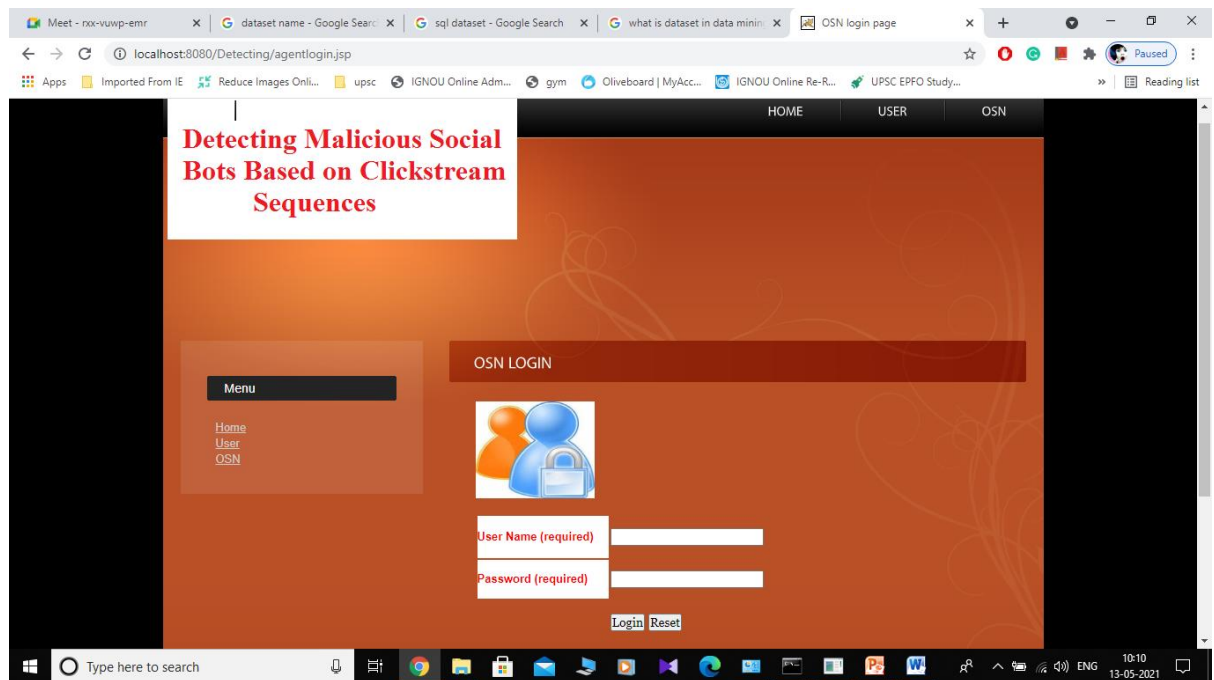 Meet - rxx-vuwp-emr
dataset name - Google Searc
sql dataset - Google Search
what is dataset in data minin
OSN login page
localhost:8080/Detecting/agentlogin.jsp
Paused
Apps
Imported From IE
Reduce Images Onli...
upsc
IGNOU Online Adm...
gym
Oliveboard | MyAcc...
IGNOU Online Re-R...
UPSC EPFO Study...
»
Reading list
HOME USER OSN
Detecting Malicious Social
Bots Based on Clickstream
Sequences
OSN LOGIN
Menu
Home
User
OSN
User Name (required)
Password (required)
Login Reset
Type here to search
ENG
10:10
13-05-2021